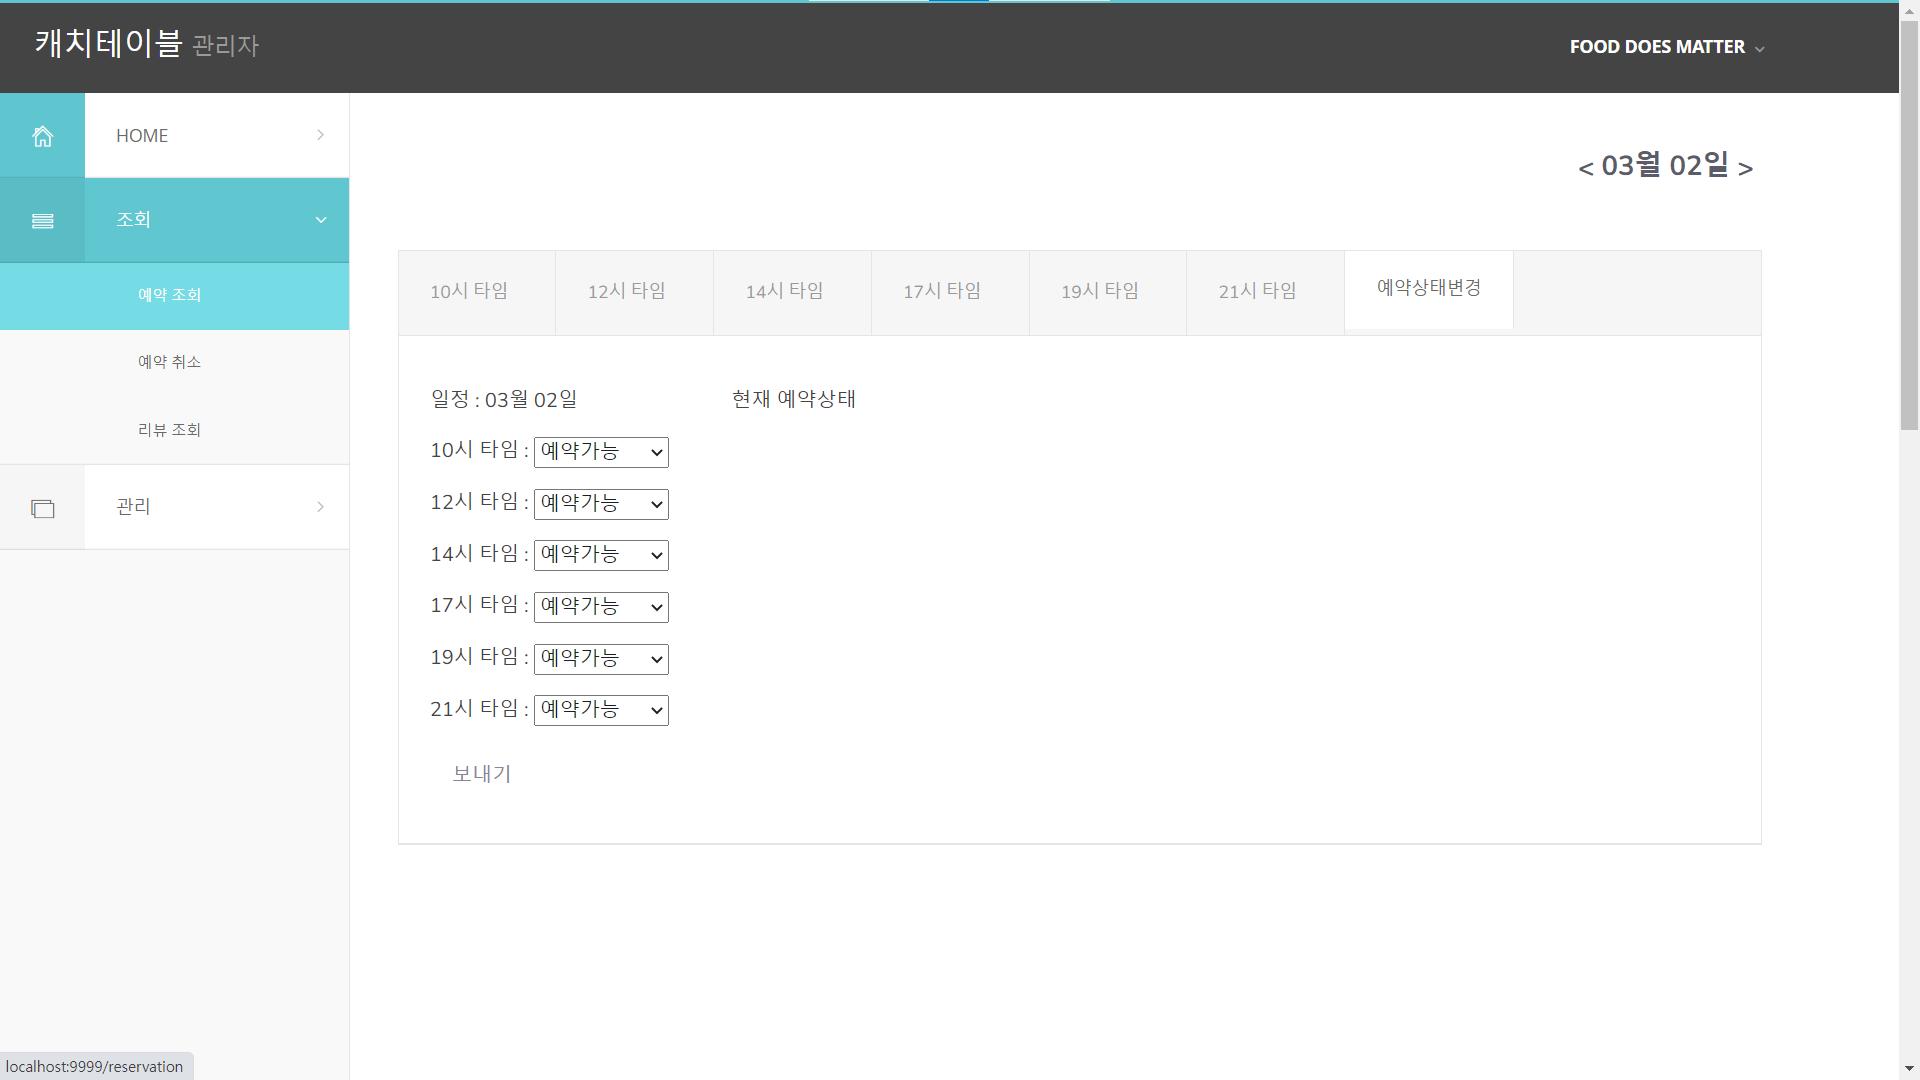 캐치테이블 관리자
FOOD DOES MATTER
HOME
조회
예약 조회
예약 취소
리뷰 조회
관리
< 03월 02일 >
10시 타임
12시 타임
14시 타임
17시 타임
19시 타임
21시 타임
예약상태변경
일정 : 03월 02일
현재 예약상태
10시 타임 : 예약가능
12시 타임 : 예약가능
14시 타임 : 예약가능
17시 타임 : 예약가능
19시 타임 : 예약가능
21시 타임 : 예약가능
보내기
localhost:9999/reservation